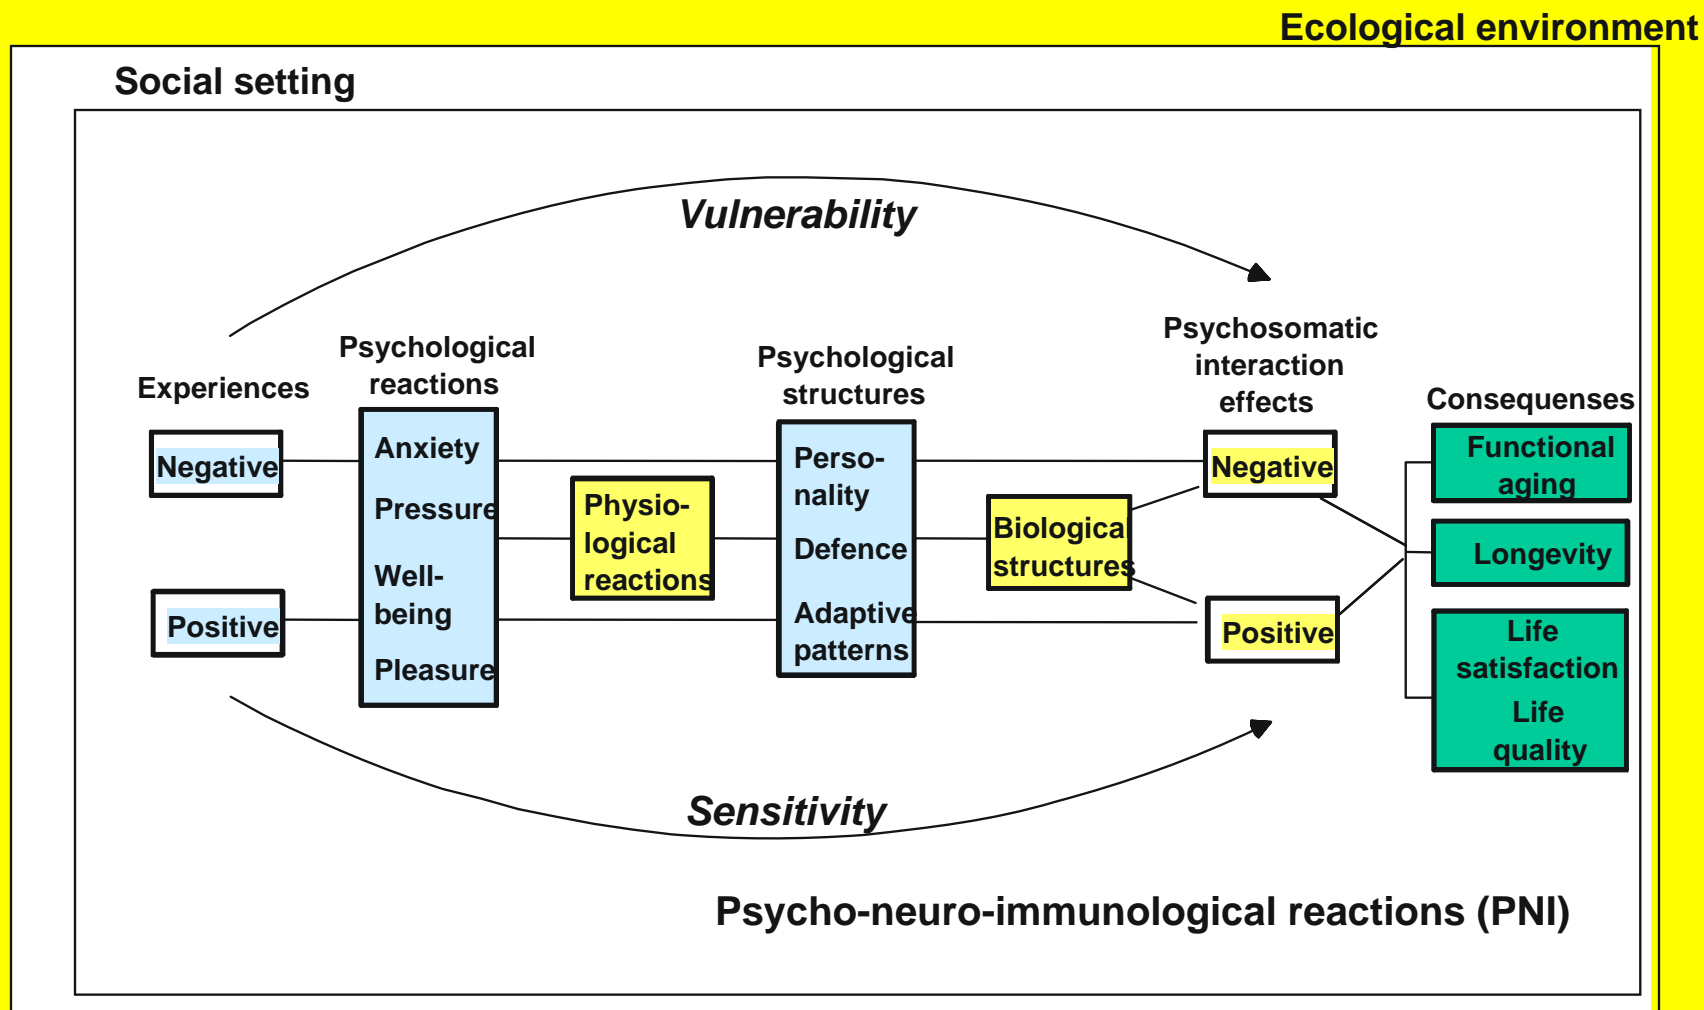 Ecological environment
Social setting
Vulnerability
Experiences
Negative
Positive
Psychological
reactions
Anxiety
Pressure
Well-
being
Pleasure
Physio-
logical
reactions
Psychological
structures
Perso-
nality
Defence
Adaptive
patterns
Biological
structures
Psychosomatic
interaction
effects
Negative
Positive
Consequenses
Functional
aging
Longevity
Life
satisfaction
Life
quality
Sensitivity
Psycho-neuro-immunological reactions (PNI)